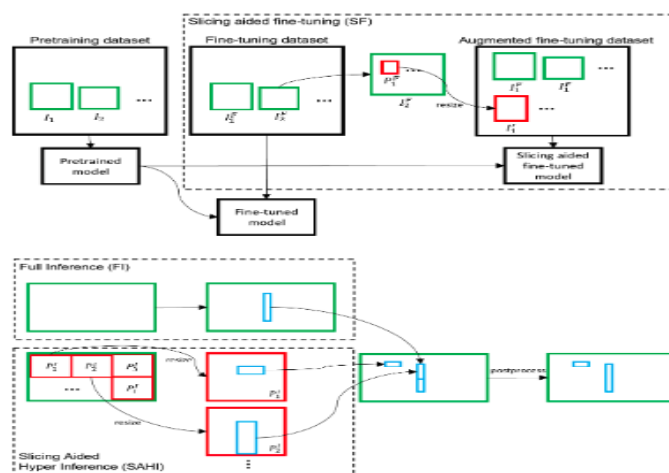 Slicing aided fine-tuning (SF)
Pretraining dataset
Fine-tuning dataset
Augmented fine-tuning dataset
...
...
...
...
resize
...
Pretrained
model
Slicing aided
fine-tuned
model
Fine-tuned
model
Full Inference (FI)
resize
...
resize
postprocess
Slicing Aided
Hyper Inference (SAHI)